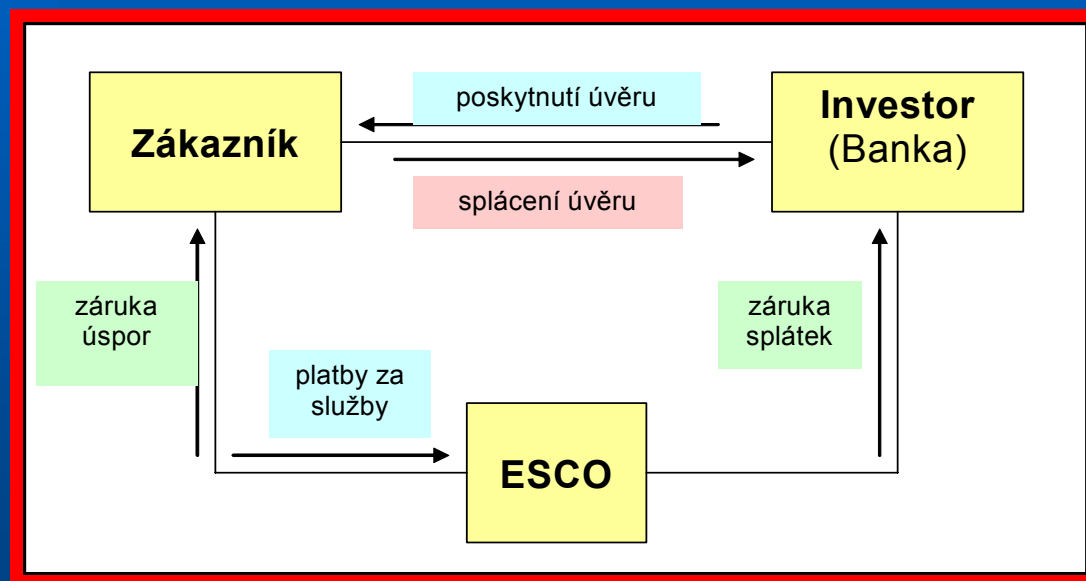 poskytnutí úvěru
Zákazník
Investor
(Banka)
splácení úvěru
záruka
úspor
záruka
splátek
platby za
služby
ESCO